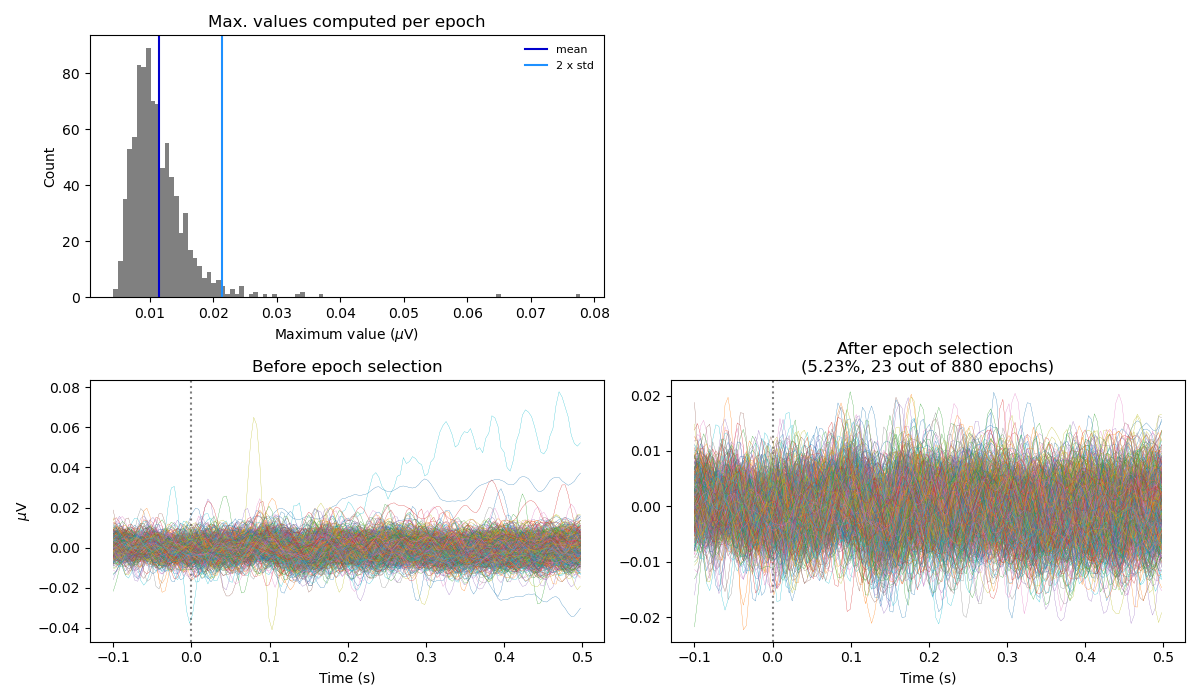 Max. values computed per epoch
mean
2 x std
Count
80
60
40
20
0
0.01 0.02 0.03 0.04 0.05 0.06 0.07 0.08
Maximum value (μV)
Before epoch selection
μV
0.08
0.06
0.04
0.02
0.00
−0.02
−0.04
−0.1 0.0 0.1 0.2 0.3 0.4 0.5
Time (s)
After epoch selection
(5.23%, 23 out of 880 epochs)
0.02
0.01
0.00
−0.01
−0.02
−0.1 0.0 0.1 0.2 0.3 0.4 0.5
Time (s)